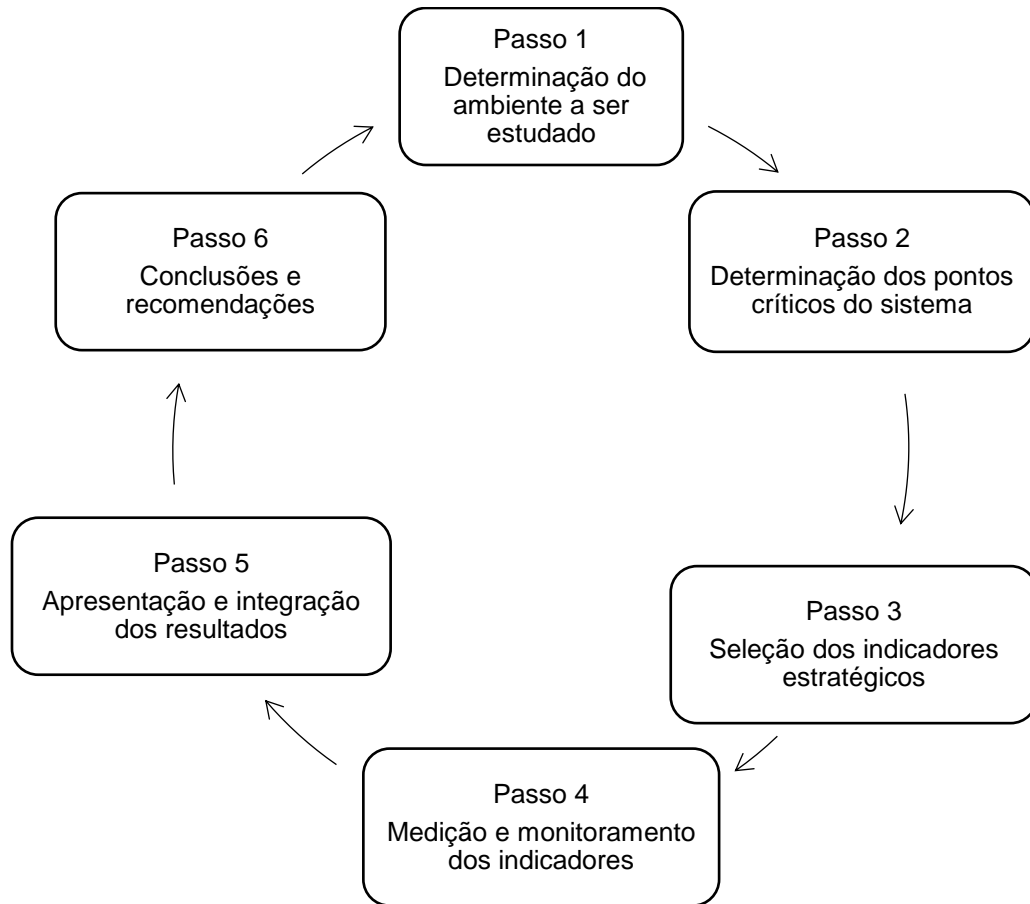 Passo 1
Determinação do
ambiente a ser
estudado
Passo 2
Determinação dos pontos
críticos do sistema
Passo 3
Seleção dos indicadores
estratégicos
Passo 4
Medição e monitoramento
dos indicadores
Passo 5
Apresentação e integração
dos resultados
Passo 6
Conclusões e
recomendações